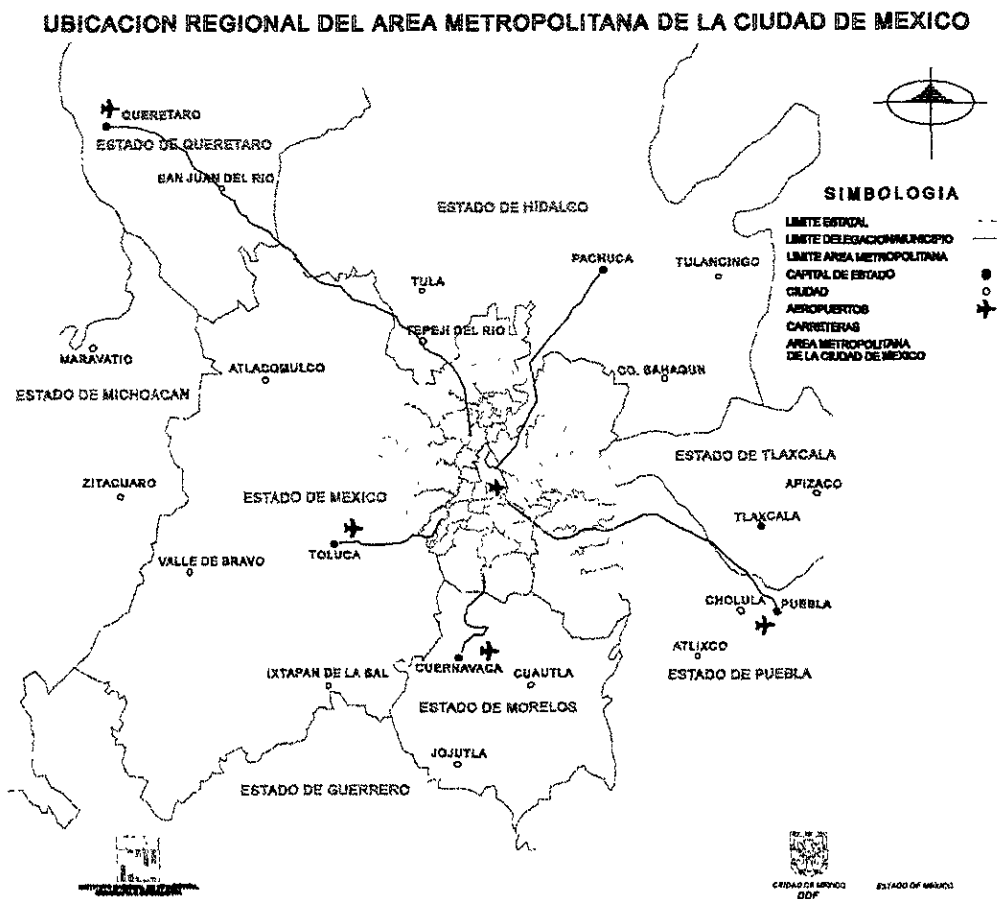 UBICACION REGIONAL DEL AREA METROPOLITANA DE LA CIUDAD DE MEXICO
QUERETARO
ESTADO DE QUERETARO
SAN JUAN DEL RIO
SIMBOLOGIA
ESTADO DE HIDALGO
LIMITE ESTATAL
LIMITE DELEGACION/MUNICIPIO
LIMITE AREA METROPOLITANA
CAPITAL DE ESTADO
CIUDAD
AEROPUERTOS
CARRETERAS
AREA METROPOLITANA
DE LA CIUDAD DE MEXICO
PACHUCA
TULANCINGO
TULA
TEPEJI DEL RIO
MARAVATIO
ATLACOMULCO
CD. SAHAGUN
ESTADO DE MICHOACAN
ESTADO DE TLAXCALA
ZITACUARO
ESTADO DE MEXICO
APIZACO
TLAXCALA
TOLUCA
VALLE DE BRAVO
CHOLULA
PUEBLA
ATLIXCO
CUERNAVACA
IXTAPAN DE LA SAL
CUAUTLA
ESTADO DE PUEBLA
ESTADO DE MORELOS
JOJUTLA
ESTADO DE GUERRERO
CIUDAD DE MEXICO
DDF
ESTADO DE MEXICO